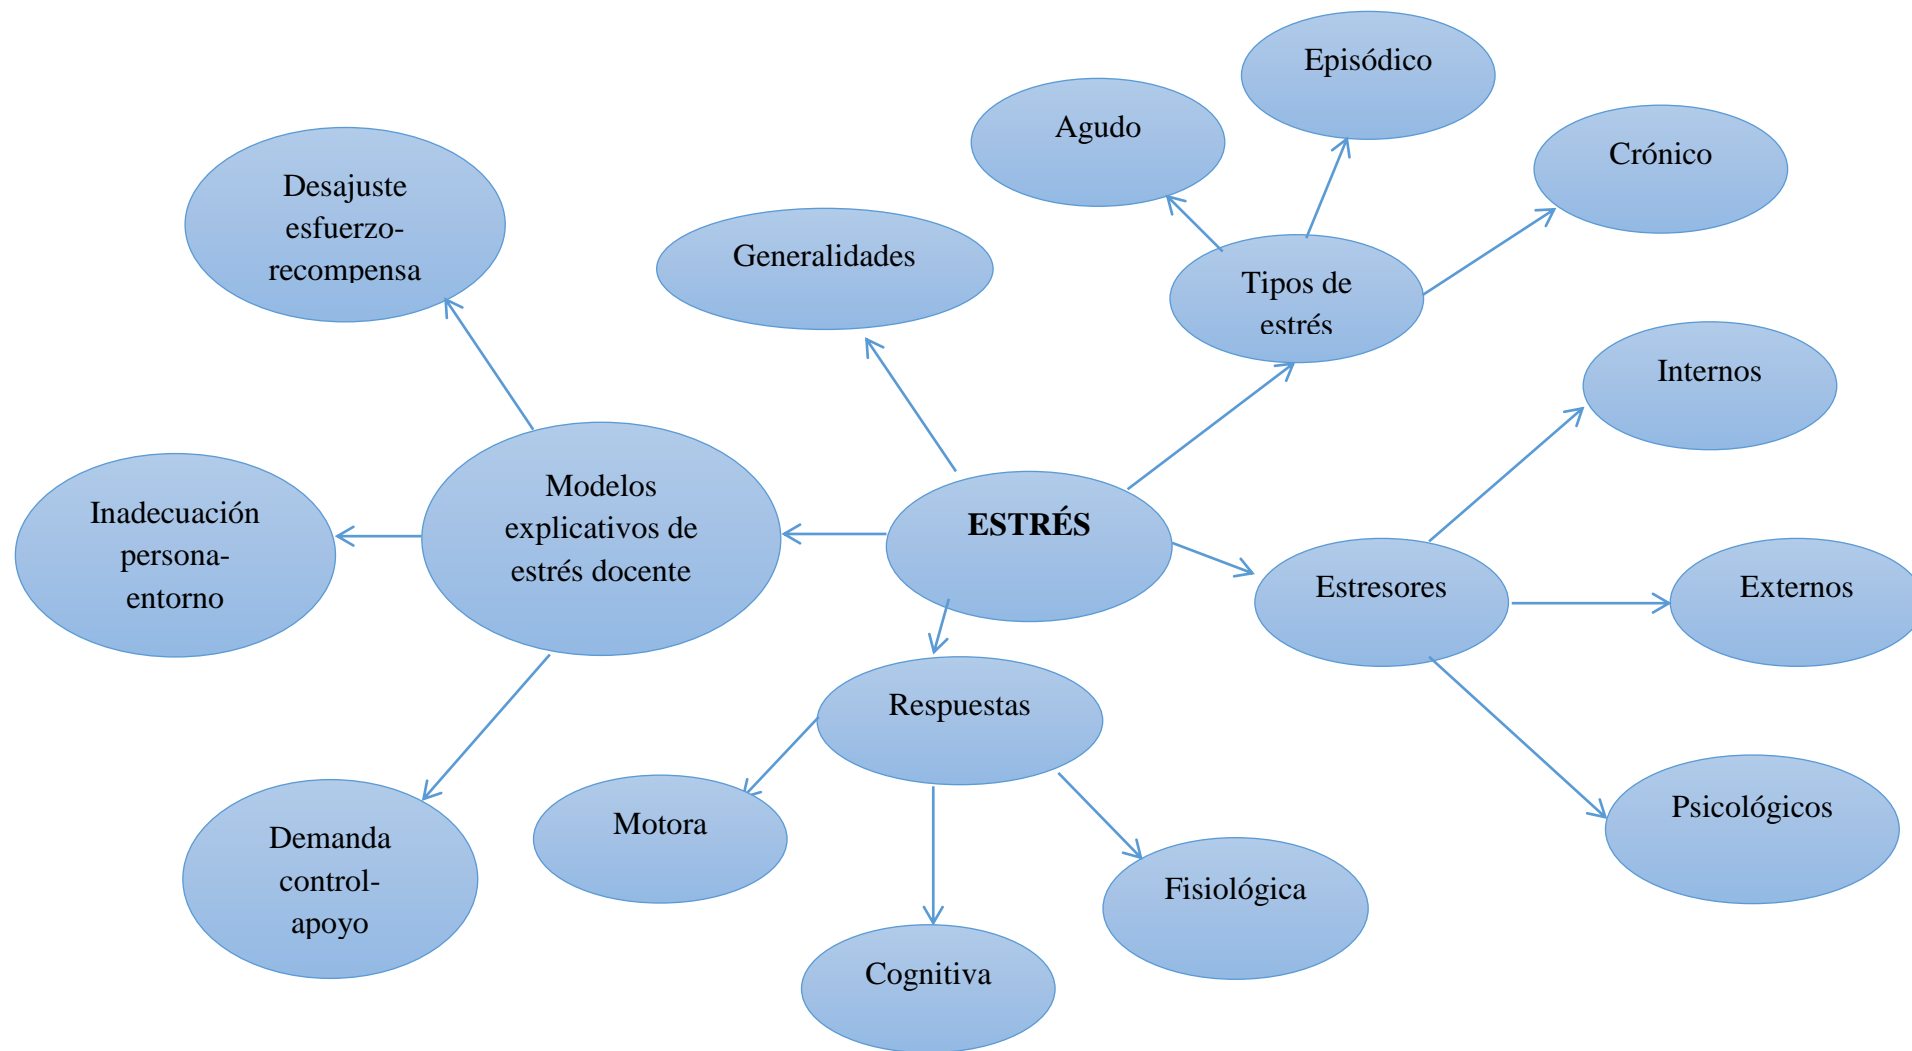 Episódico
Agudo
Crónico
Desajuste
esfuerzo-
recompensa
Generalidades
Tipos de
estrés
Internos
Modelos
explicativos de
estrés docente
Inadecuación
persona-
entorno
ESTRÉS
Estresores
Externos
Respuestas
Psicológicos
Motora
Demanda
control-
apoyo
Fisiológica
Cognitiva